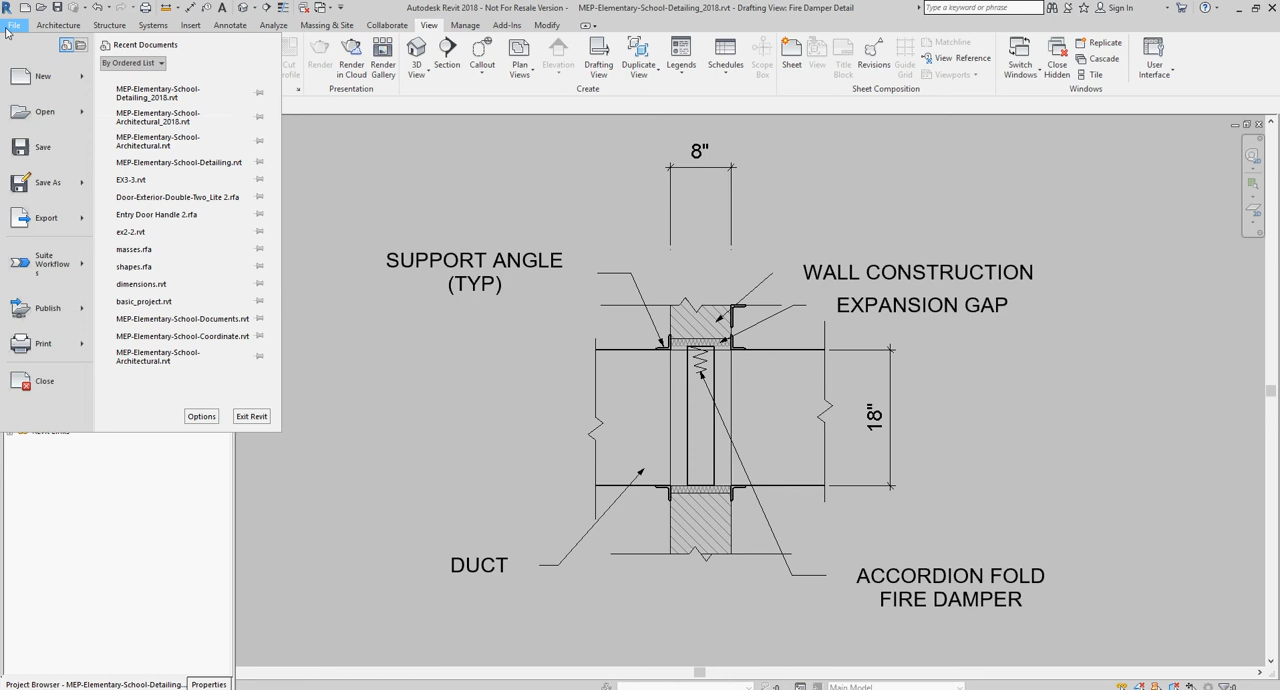 Autodesk Revit 2018 - Not For Resale Version - MEP-Elementary-School-Detailing_2018.rvt - Drafting View: Fire Damper Detail
Type a keyword or phrase
Sign In
File Architecture Structure Systems Insert Annotate Analyze Massing & Site Collaborate View Manage Add-Ins Modify
Cut Profile
Render
Render in Cloud
Render Gallery
3D View
Section
Callout
Plan Views
Elevation
Drafting View
Duplicate View
Legends
Schedules
Scope Box
Sheet
View
Title Block
Revisions
Guide Grid
Matchline
View Reference
Viewports
Switch Windows
Close Hidden
Replicate
Cascade
Tile
User Interface
Presentation
Create
Sheet Composition
Windows
Recent Documents
By Ordered List
New
Open
Save
Save As
Export
Suite
Workflow
s
Publish
Print
Close
MEP-Elementary-School-
Detailing_2018.rvt
MEP-Elementary-School-
Architectural_2018.rvt
MEP-Elementary-School-
Architectural.rvt
MEP-Elementary-School-Detailing.rvt
EX3-3.rvt
Door-Exterior-Double-Two_Lite 2.rfa
Entry Door Handle 2.rfa
ex2-2.rvt
masses.rfa
shapes.rfa
dimensions.rvt
basic_project.rvt
MEP-Elementary-School-Documents.rvt
MEP-Elementary-School-Coordinate.rvt
MEP-Elementary-School-
Architectural.rvt
Options
Exit Revit
8"
SUPPORT ANGLE
(TYP)
WALL CONSTRUCTION
EXPANSION GAP
18"
DUCT
ACCORDION FOLD
FIRE DAMPER
Project Browser - MEP-Elementary-School-Detailing...
Properties
:0
Main Model
:0